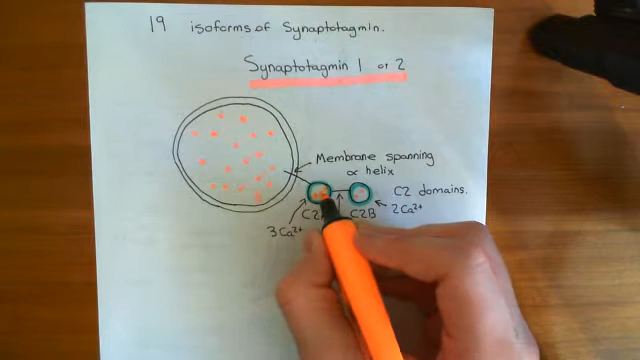 19 isoforms of Synaptotagmin.
Synaptotagmin 1 or 2
Membrane spanning
α helix
C2 domains.
C2B
2Ca²⁺
3Ca²⁺